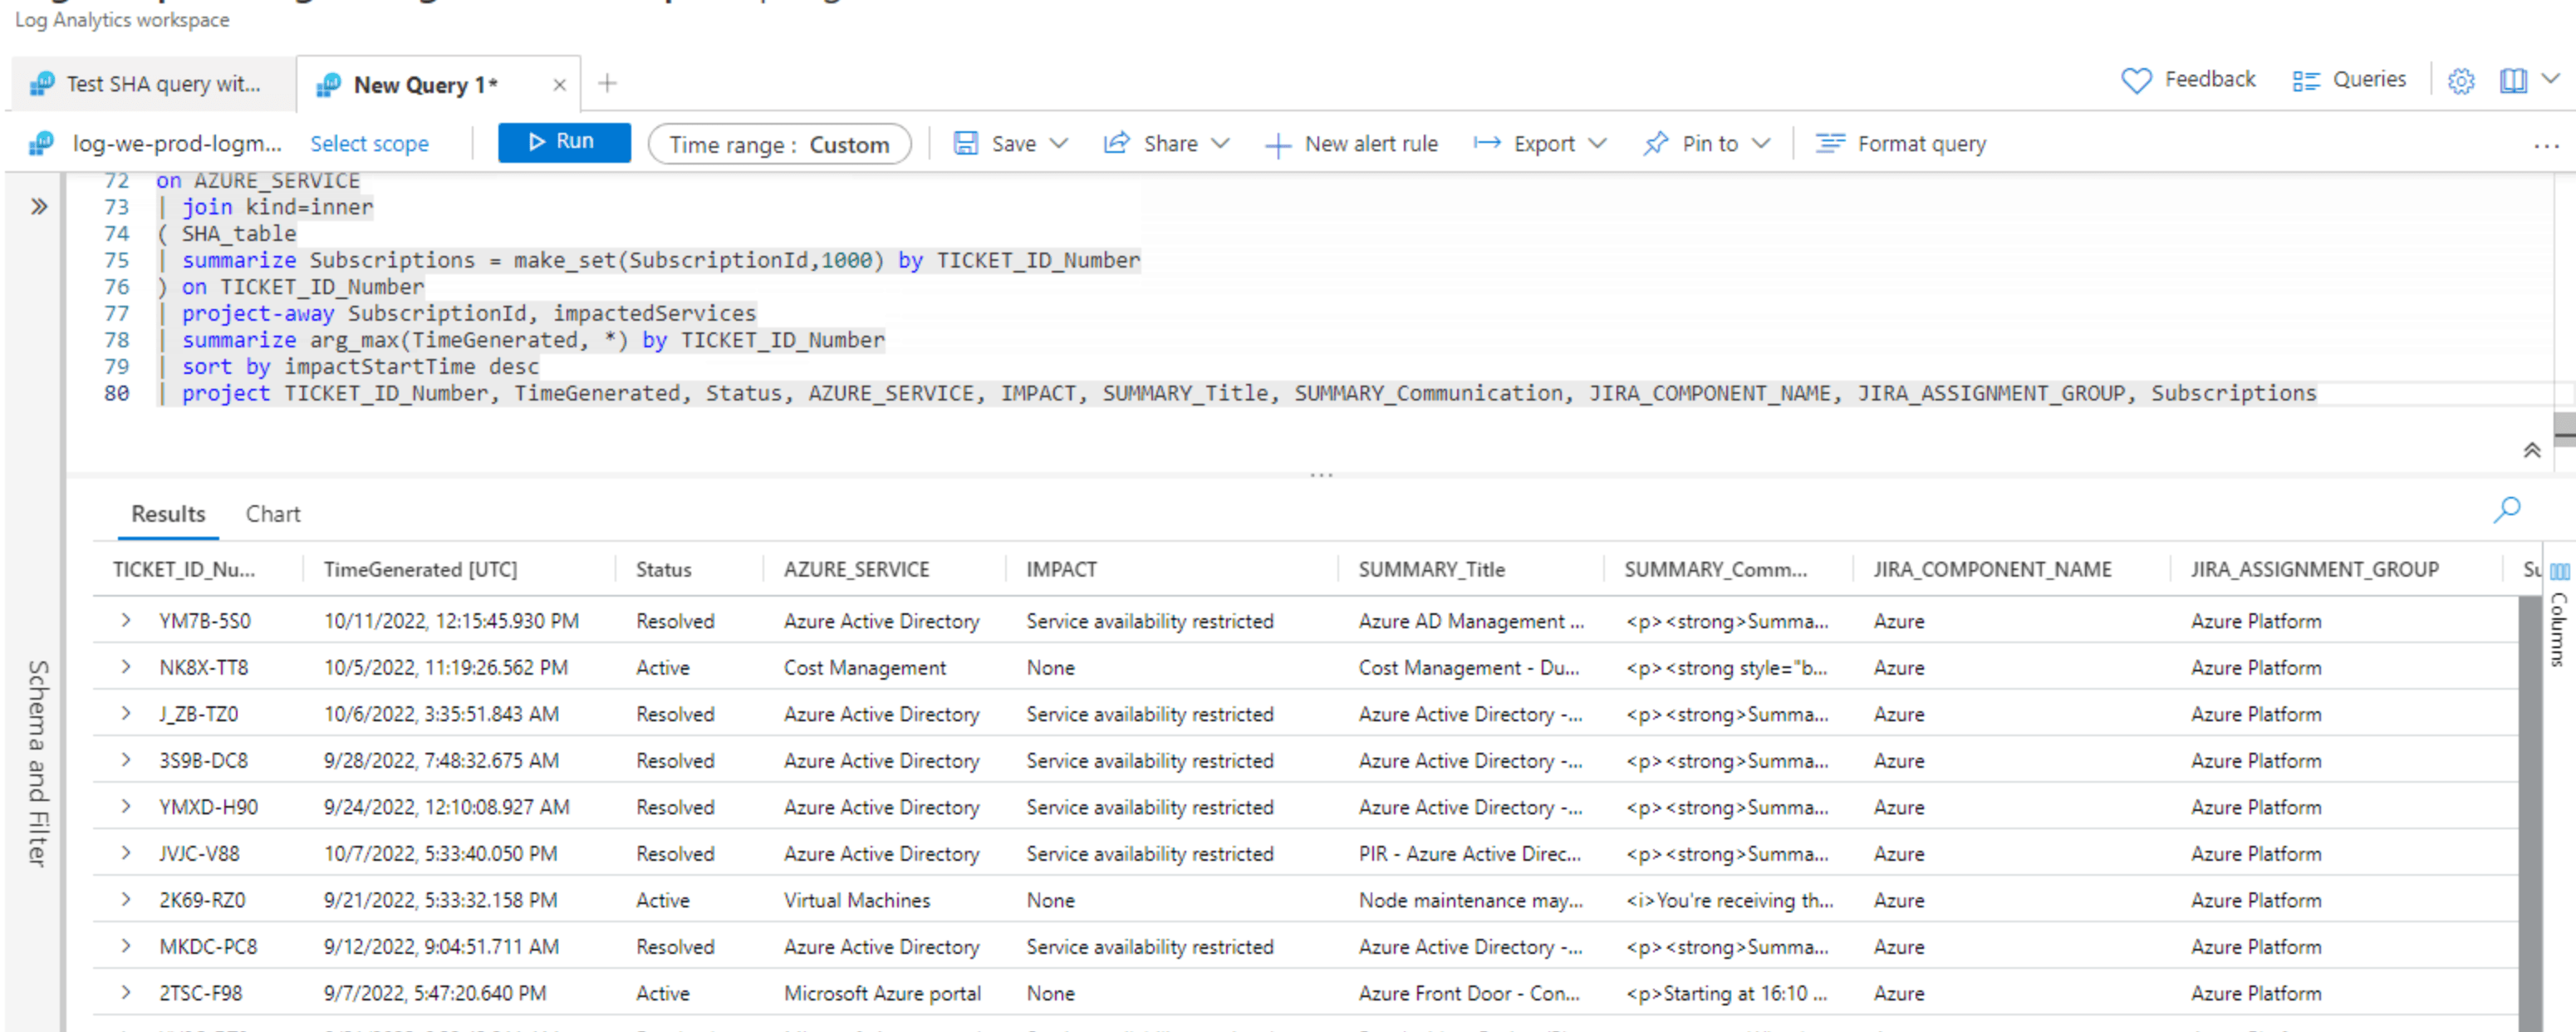 Log Analytics workspace
Test SHA query wit...
New Query 1*
Feedback
Queries
log-we-prod-logm...
Select scope
Run
Time range : Custom
Save
Share
New alert rule
Export
Pin to
Format query
72 on AZURE_SERVICE
73 | join kind=inner
74 ( SHA_table
75 | summarize Subscriptions = make_set(SubscriptionId,1000) by TICKET_ID_Number
76 ) on TICKET_ID_Number
77 | project-away SubscriptionId, impactedServices
78 | summarize arg_max(TimeGenerated, *) by TICKET_ID_Number
79 | sort by impactStartTime desc
80 | project TICKET_ID_Number, TimeGenerated, Status, AZURE_SERVICE, IMPACT, SUMMARY_Title, SUMMARY_Communication, JIRA_COMPONENT_NAME, JIRA_ASSIGNMENT_GROUP, Subscriptions
Results Chart
TICKET_ID_Nu... TimeGenerated [UTC] Status AZURE_SERVICE IMPACT SUMMARY_Title SUMMARY_Comm... JIRA_COMPONENT_NAME JIRA_ASSIGNMENT_GROUP
YM7B-5S0 10/11/2022, 12:15:45.930 PM Resolved Azure Active Directory Service availability restricted Azure AD Management ... <p><strong>Summa... Azure Azure Platform
NK8X-TT8 10/5/2022, 11:19:26.562 PM Active Cost Management None Cost Management - Du... <p><strong style="b... Azure Azure Platform
J_ZB-TZ0 10/6/2022, 3:35:51.843 AM Resolved Azure Active Directory Service availability restricted Azure Active Directory -... <p><strong>Summa... Azure Azure Platform
3S9B-DC8 9/28/2022, 7:48:32.675 AM Resolved Azure Active Directory Service availability restricted Azure Active Directory -... <p><strong>Summa... Azure Azure Platform
YMXD-H90 9/24/2022, 12:10:08.927 AM Resolved Azure Active Directory Service availability restricted Azure Active Directory -... <p><strong>Summa... Azure Azure Platform
JVJC-V88 10/7/2022, 5:33:40.050 PM Resolved Azure Active Directory Service availability restricted PIR - Azure Active Direc... <p><strong>Summa... Azure Azure Platform
2K69-RZ0 9/21/2022, 5:33:32.158 PM Active Virtual Machines None Node maintenance may... <i>You're receiving th... Azure Azure Platform
MKDC-PC8 9/12/2022, 9:04:51.711 AM Resolved Azure Active Directory Service availability restricted Azure Active Directory -... <p><strong>Summa... Azure Azure Platform
2TSC-F98 9/7/2022, 5:47:20.640 PM Active Microsoft Azure portal None Azure Front Door - Con... <p>Starting at 16:10 ... Azure Azure Platform
Schema and Filter
Columns